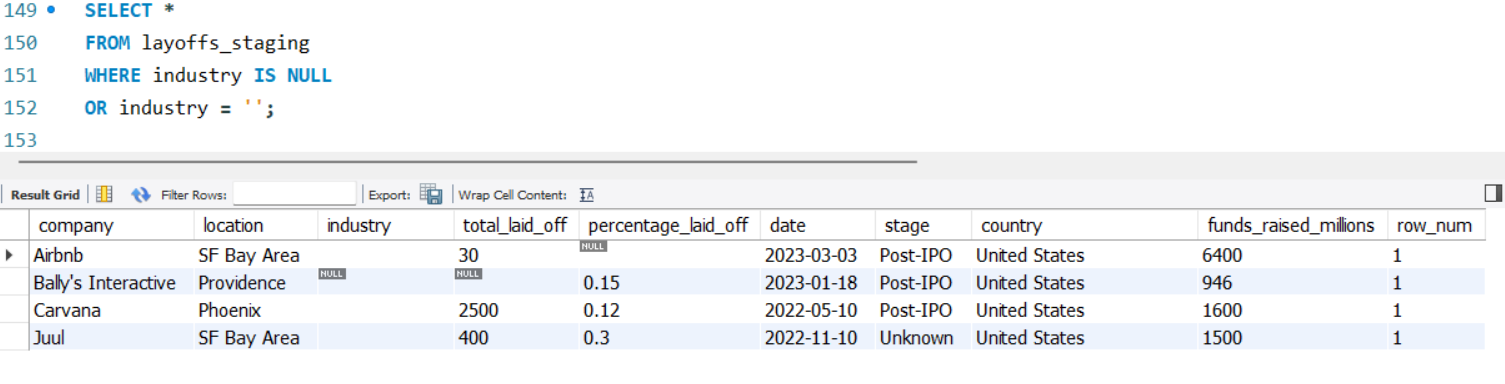 149 SELECT *
150 FROM layoffs_staging
151 WHERE industry IS NULL
152 OR industry = '';
153
Result Grid Filter Rows: Export: Wrap Cell Content: IA
company location industry total_laid_off percentage_laid_off date stage country funds_raised_millions row_num
Airbnb SF Bay Area 30 NULL 2023-03-03 Post-IPO United States 6400 1
Bally's Interactive Providence NULL NULL 0.15 2023-01-18 Post-IPO United States 946 1
Carvana Phoenix 2500 0.12 2022-05-10 Post-IPO United States 1600 1
Juul SF Bay Area 400 0.3 2022-11-10 Unknown United States 1500 1